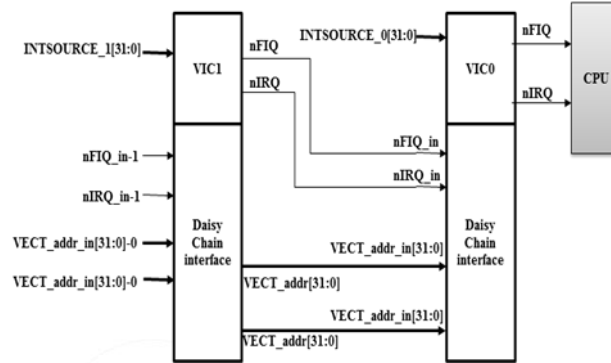 INTSOURCE_1[31:0]
VIC1
nFIQ
nIRQ
INTSOURCE_0[31:0]
VIC0
nFIQ
nIRQ
CPU
nFIQ_in-1
nIRQ_in-1
VECT_addr_in[31:0]-0
VECT_addr_in[31:0]-0
Daisy
Chain
interface
nFIQ_in
nIRQ_in
VECT_addr_in[31:0]
VECT_addr[31:0]
VECT_addr_in[31:0]
VECT_addr[31:0]
Daisy
Chain
interface